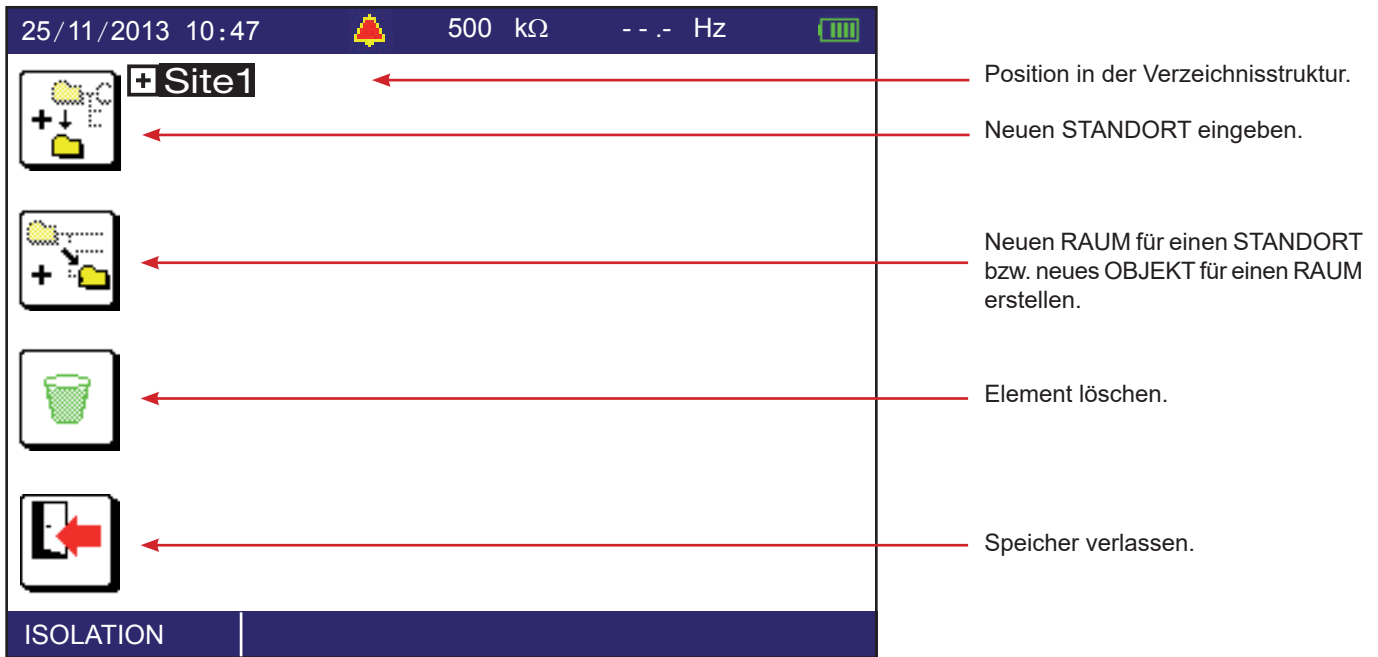 25/11/2013 10:47 500 kΩ - - .- Hz
Site1
Position in der Verzeichnisstruktur.
Neuen STANDORT eingeben.
Neuen RAUM für einen STANDORT
bzw. neues OBJEKT für einen RAUM
erstellen.
Element löschen.
Speicher verlassen.
ISOLATION